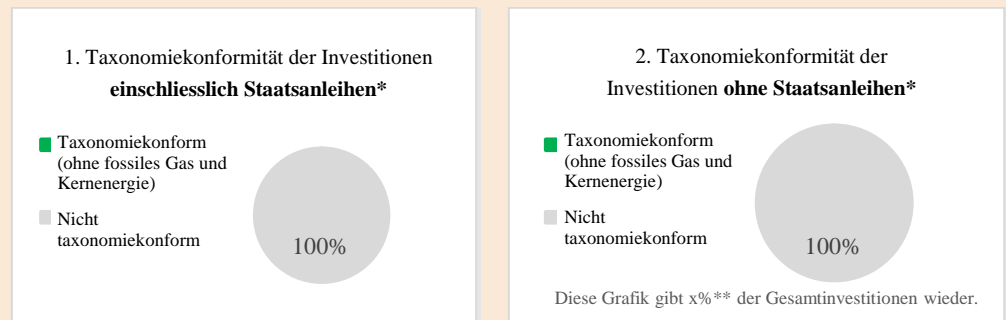 1. Taxonomiekonformität der Investitionen
einschliesslich Staatsanleihen*
Taxonomiekonform
(ohne fossiles Gas und
Kernenergie)
Nicht
taxonomiekonform
100%
2. Taxonomiekonformität der
Investitionen ohne Staatsanleihen*
Taxonomiekonform
(ohne fossiles Gas und
Kernenergie)
Nicht
taxonomiekonform
100%
Diese Grafik gibt x%** der Gesamtinvestitionen wieder.